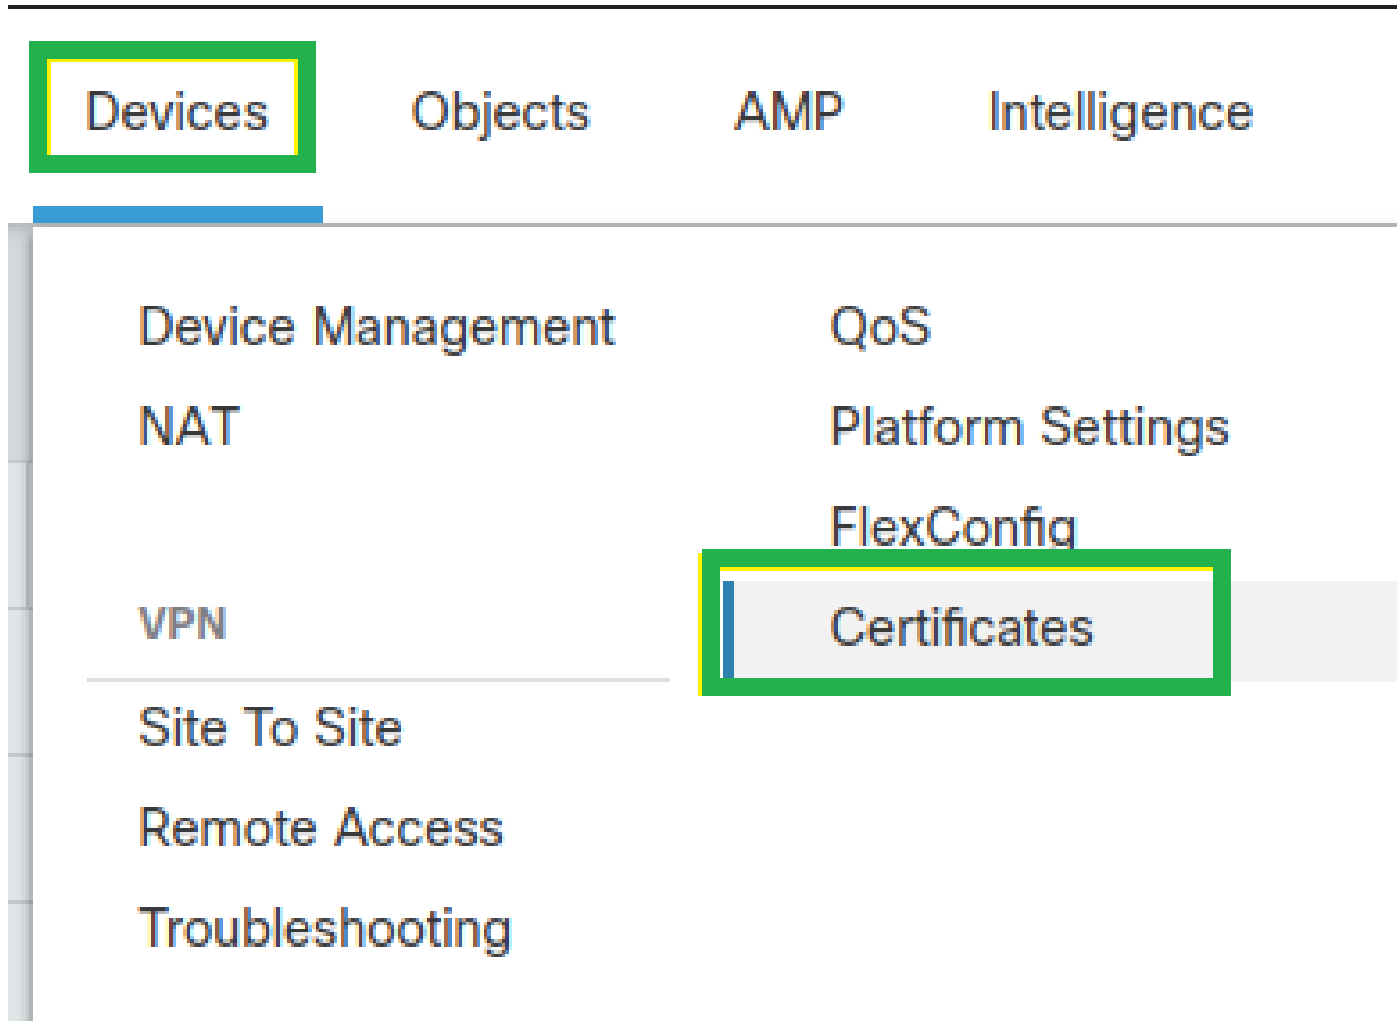 Devices Objects AMP Intelligence
Device Management
NAT
VPN
Site To Site
Remote Access
Troubleshooting
QoS
Platform Settings
FlexConfig
Certificates